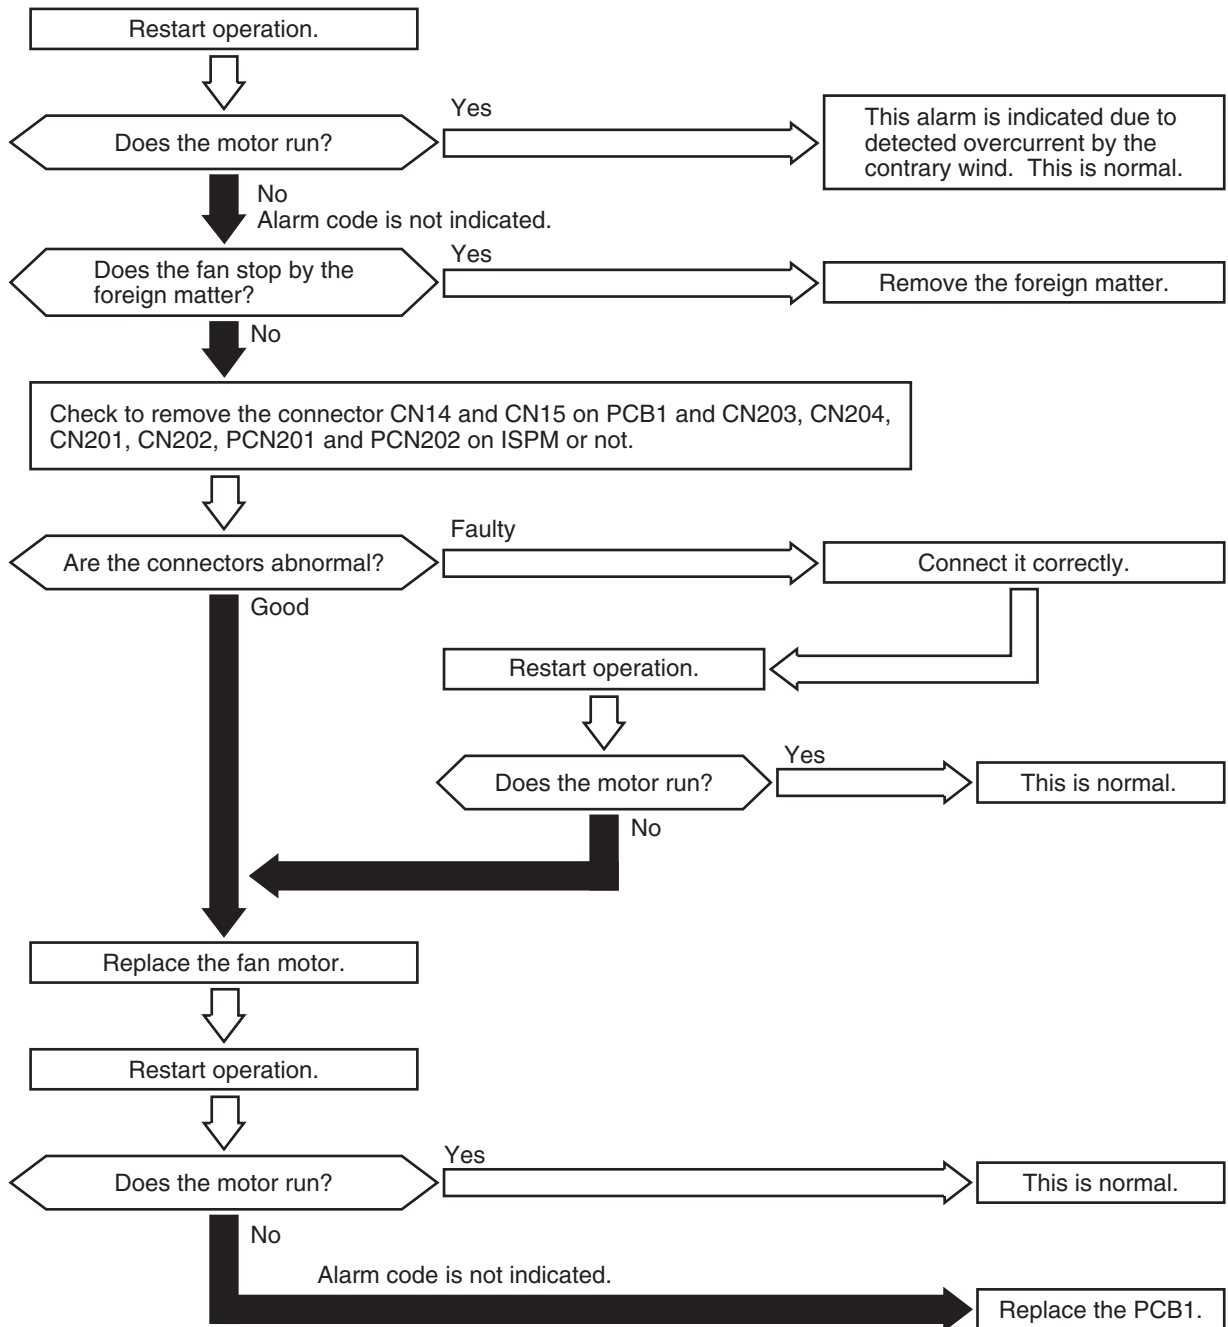 Restart operation.
Yes
Does the motor run?
This alarm is indicated due to
detected overcurrent by the
contrary wind.  This is normal.
No
Alarm code is not indicated.
Yes
Does the fan stop by the
foreign matter?
Remove the foreign matter.
No
Check to remove the connector CN14 and CN15 on PCB1 and CN203, CN204,
CN201, CN202, PCN201 and PCN202 on ISPM or not.
Faulty
Are the connectors abnormal?
Connect it correctly.
Good
Restart operation.
Yes
Does the motor run?
This is normal.
No
Replace the fan motor.
Restart operation.
Yes
Does the motor run?
This is normal.
No
Alarm code is not indicated.
Replace the PCB1.